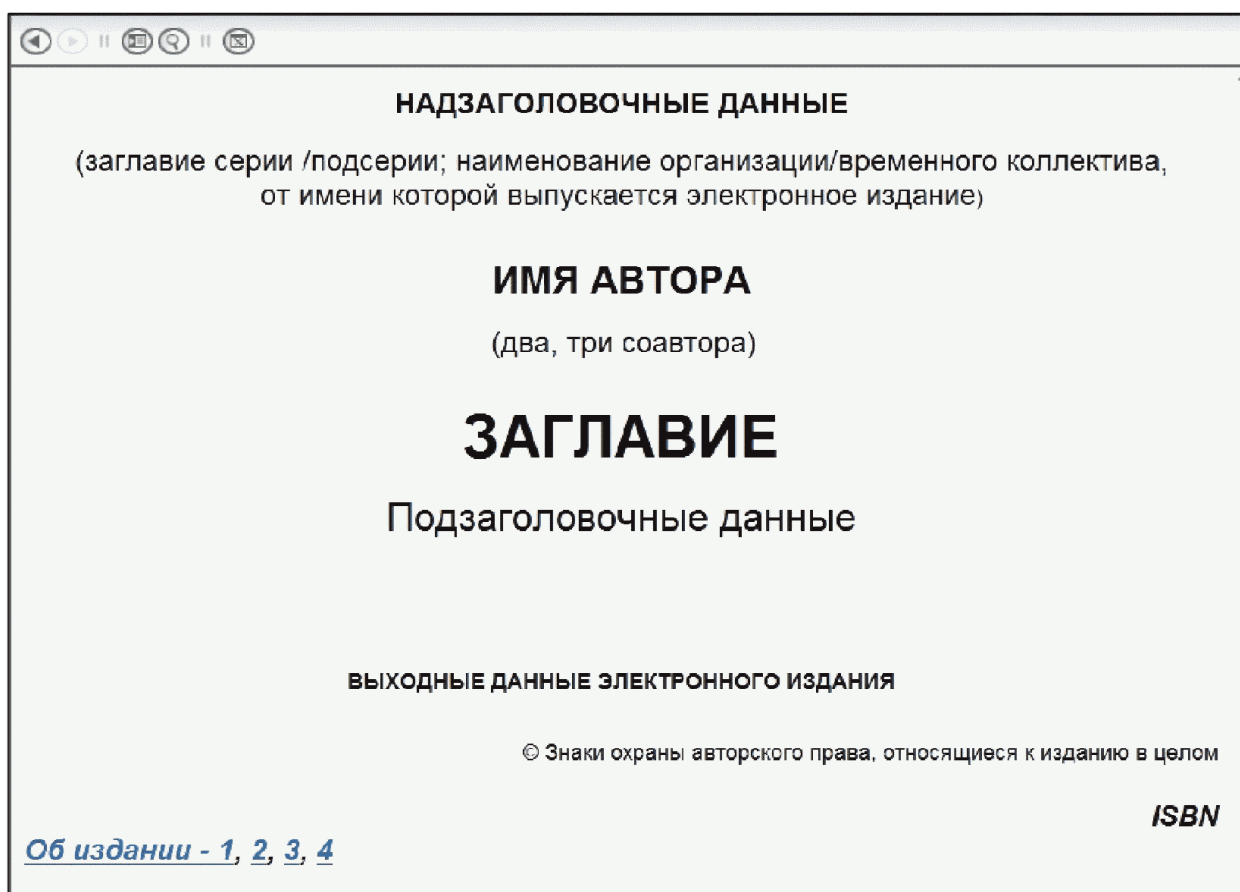 НАДЗАГОЛОВОЧНЫЕ ДАННЫЕ
(заглавие серии /подсерии; наименование организации/временного коллектива,
от имени которой выпускается электронное издание)
ИМЯ АВТОРА
(два, три соавтора)
ЗАГЛАВИЕ
Подзаголовочные данные
ВЫХОДНЫЕ ДАННЫЕ ЭЛЕКТРОННОГО ИЗДАНИЯ
© Знаки охраны авторского права, относящиеся к изданию в целом
ISBN
Об издании - 1, 2, 3, 4